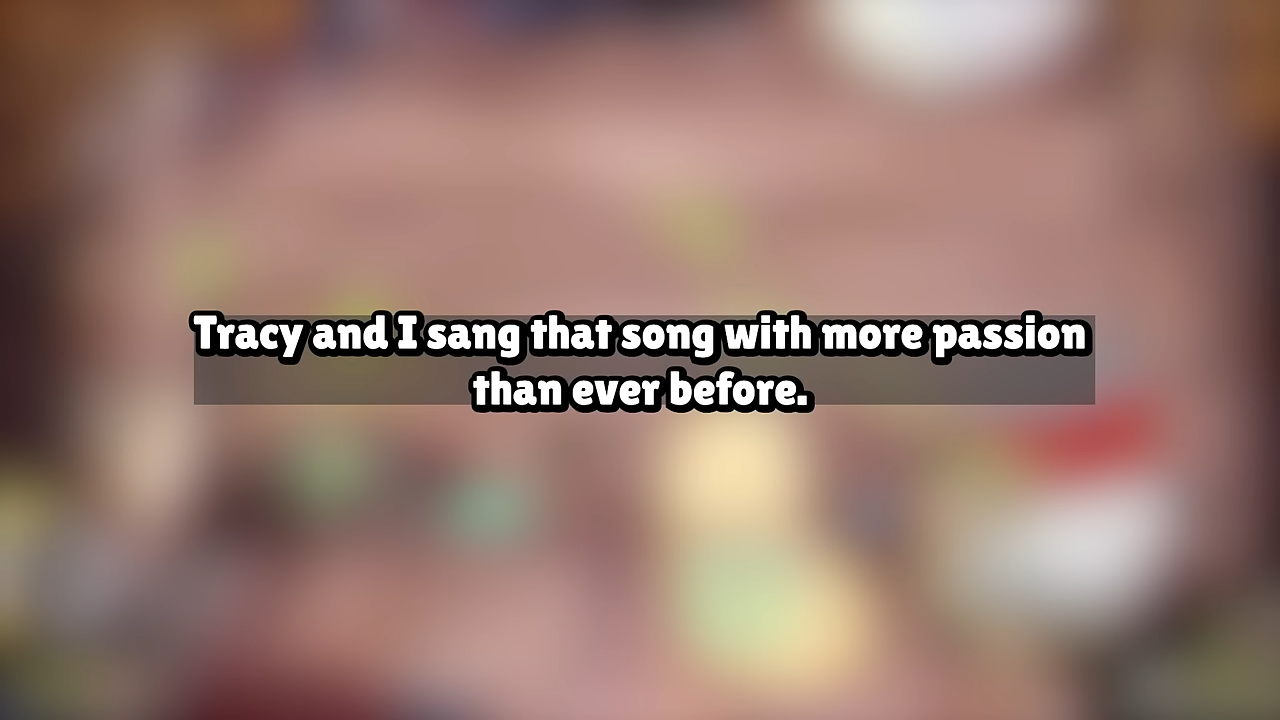 Tracy and I sang that song with more passion
than ever before.